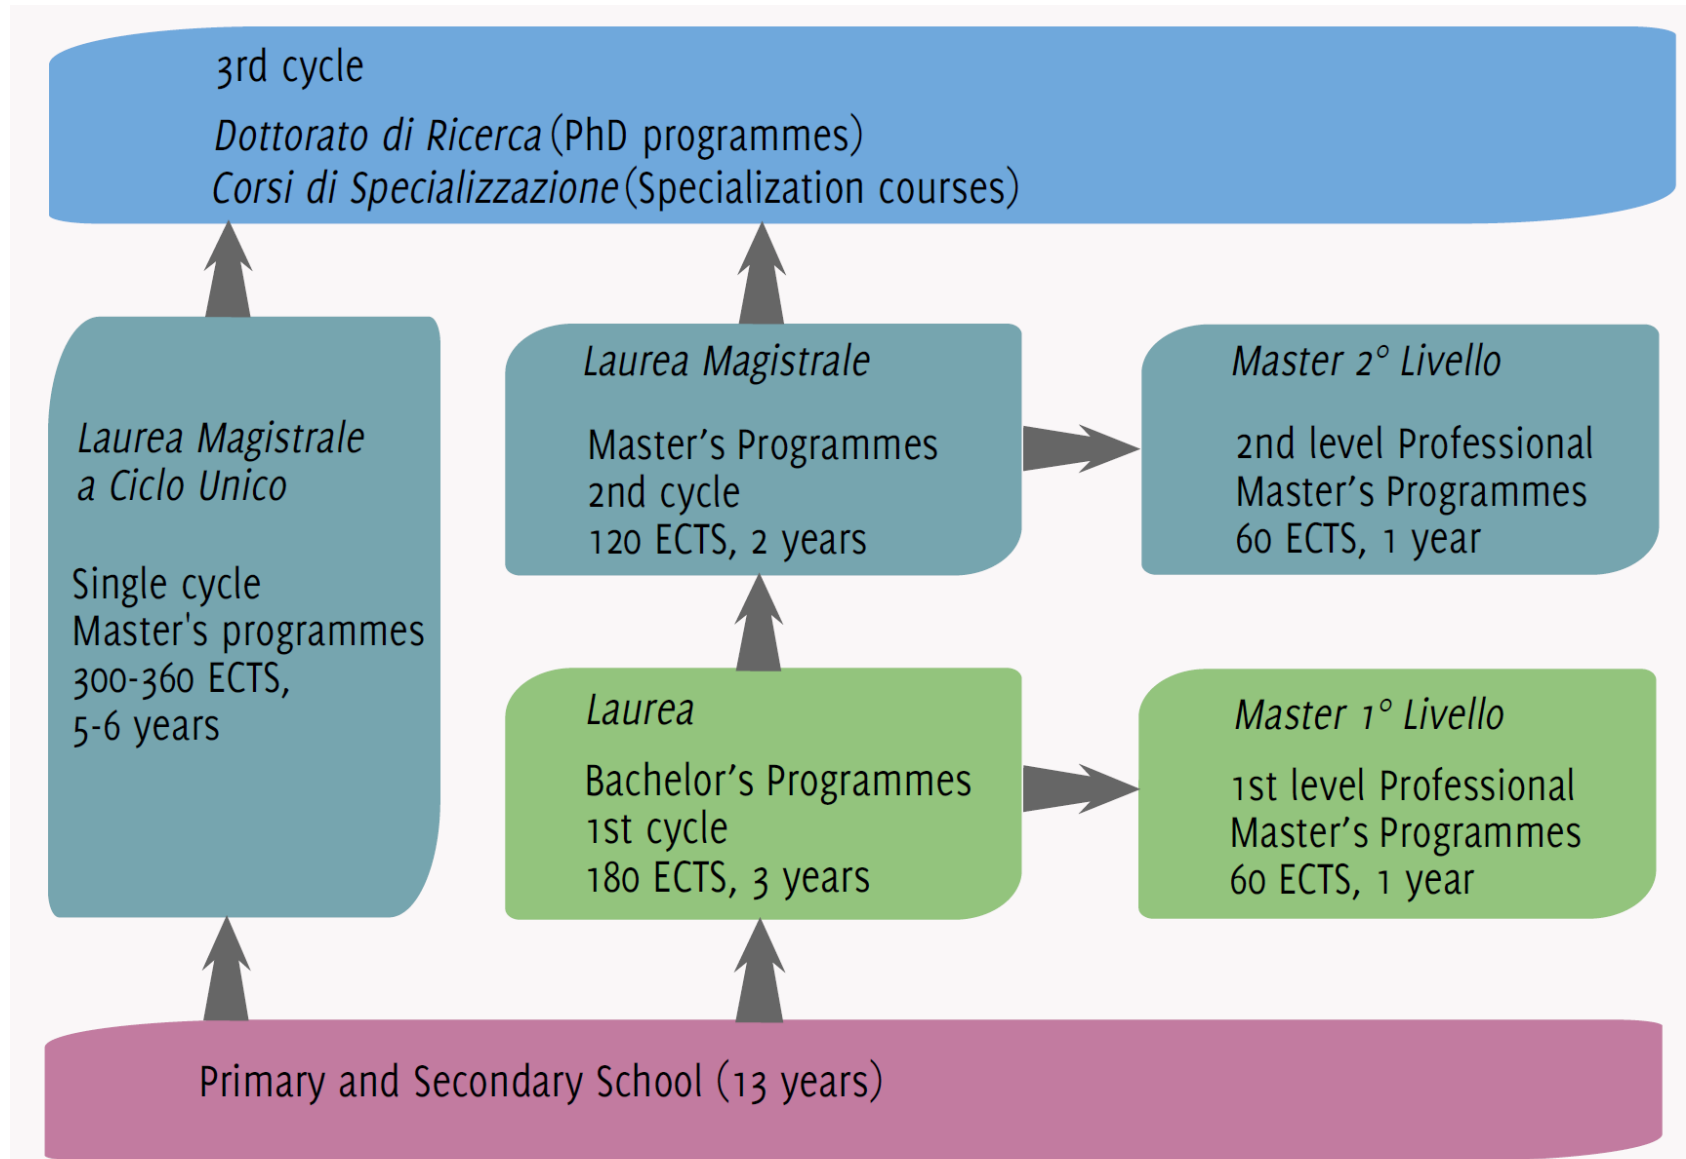 3rd cycle
Dottorato di Ricerca (PhD programmes)
Corsi di Specializzazione (Specialization courses)
Laurea Magistrale
a Ciclo Unico
Single cycle
Master's programmes
300-360 ECTS,
5-6 years
Laurea Magistrale
Master’s Programmes
2nd cycle
120 ECTS, 2 years
Master 2° Livello
2nd level Professional
Master’s Programmes
60 ECTS, 1 year
Laurea
Bachelor’s Programmes
1st cycle
180 ECTS, 3 years
Master 1° Livello
1st level Professional
Master’s Programmes
60 ECTS, 1 year
Primary and Secondary School (13 years)